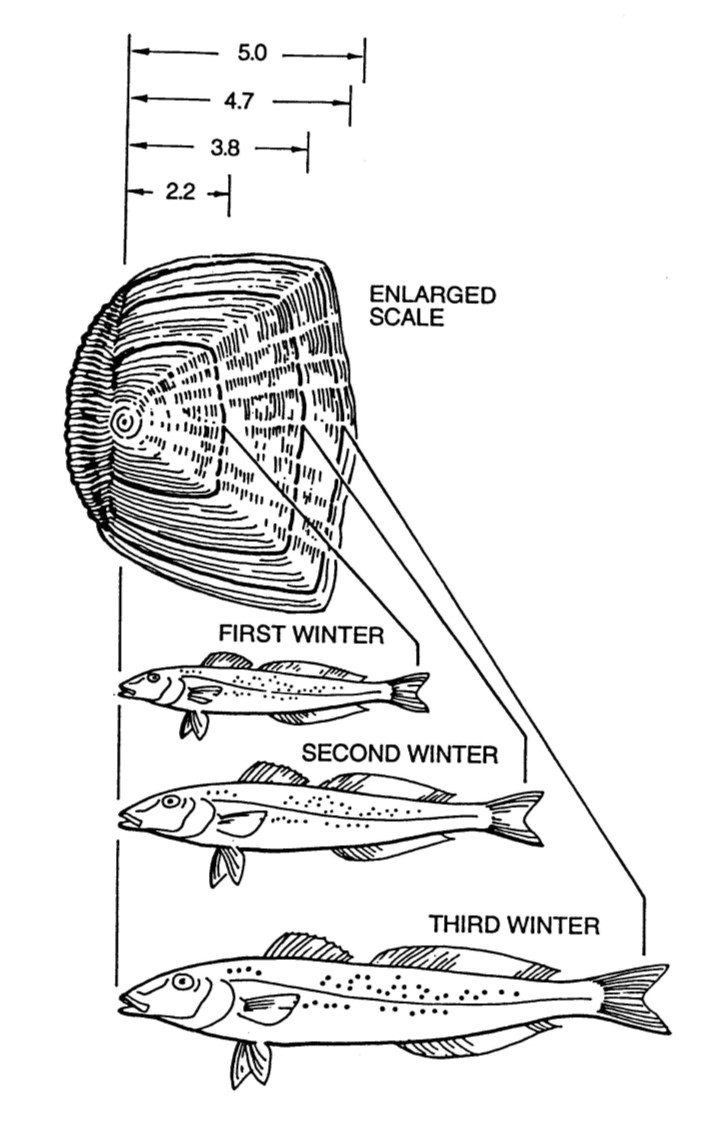 5.0
4.7
3.8
2.2
ENLARGED
SCALE
FIRST WINTER
SECOND WINTER
THIRD WINTER